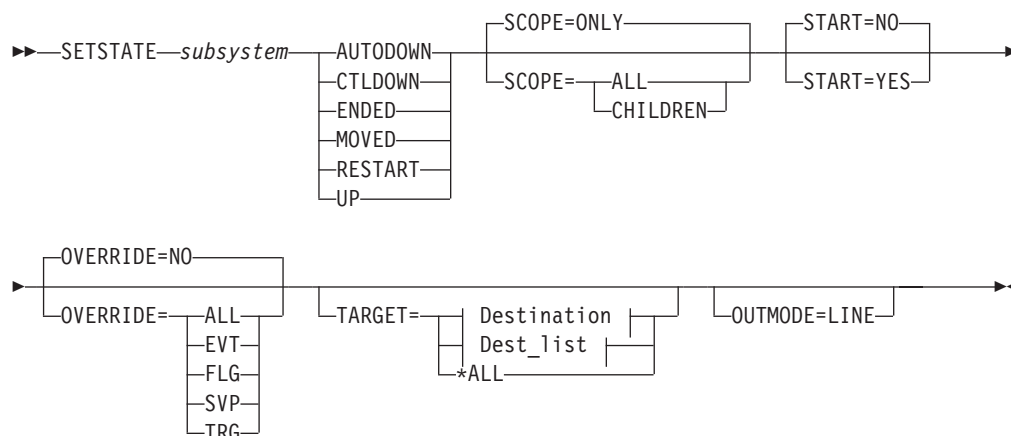 SCOPE=ONLY START=NO
SETSTATE subsystem AUTODOWN SCOPE= ALL START=YES
CTLDOWN CHILDREN
ENDED
MOVED
RESTART
UP
OVERRIDE=NO
OVERRIDE= ALL TARGET= Destination OUTMODE=LINE
EVT Dest_list
FLG *ALL
SVP
TRG